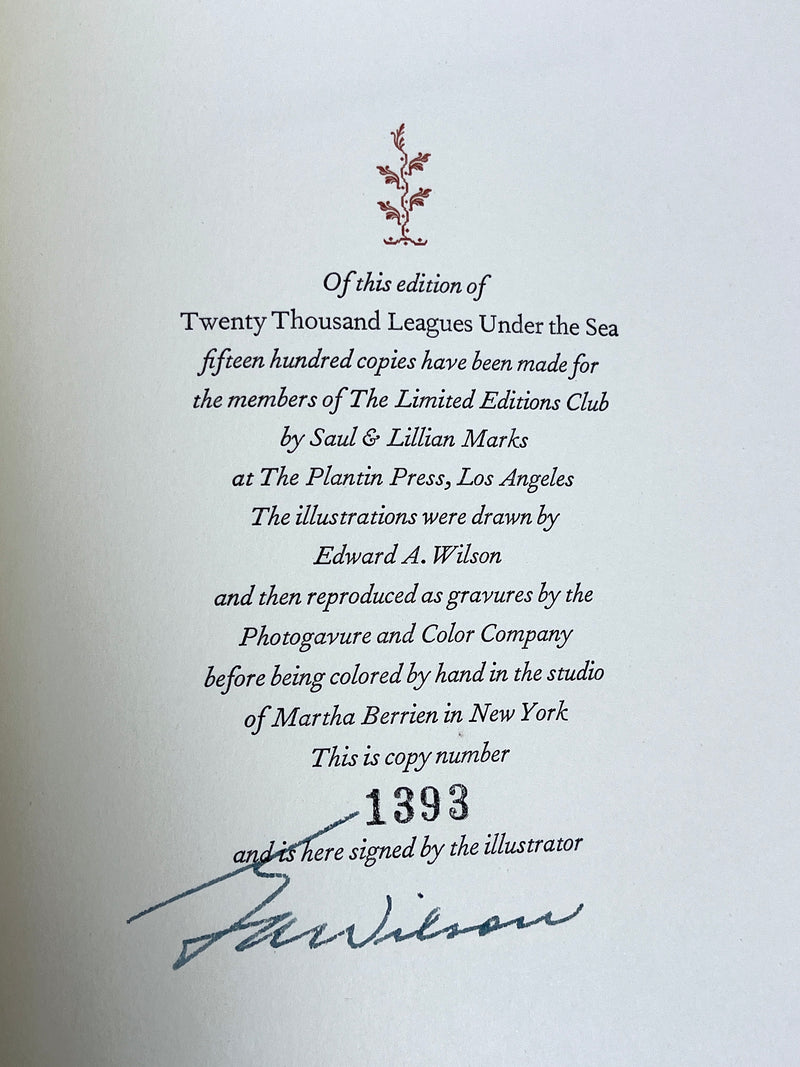 Of this edition of
Twenty Thousand Leagues Under the Sea
fifteen hundred copies have been made for
the members of The Limited Editions Club
by Saul & Lillian Marks
at The Plantin Press, Los Angeles
The illustrations were drawn by
Edward A. Wilson
and then reproduced as gravures by the
Photogavure and Color Company
before being colored by hand in the studio
of Martha Berrien in New York
This is copy number
1393
and is here signed by the illustrator
EAWilson